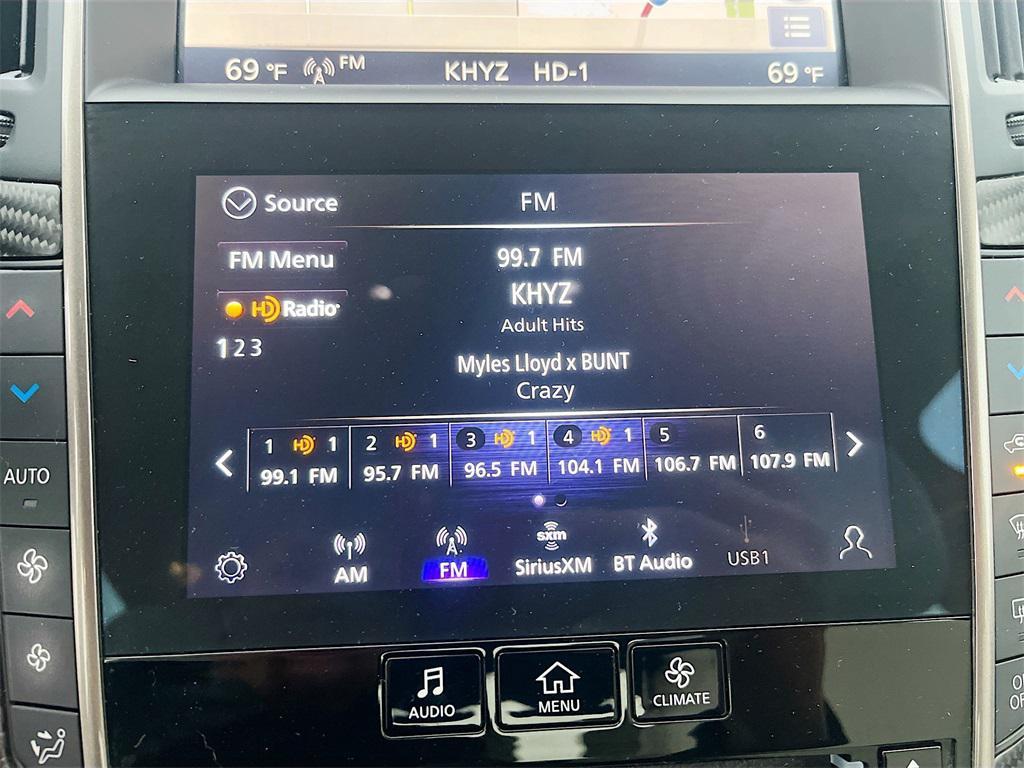 69 °F FM KHYZ HD-1 69 °F
Source FM
FM Menu
99.7 FM
HD Radio
KHYZ
Adult Hits
1 2 3
Myles Lloyd x BUNT
Crazy
1 HD 1 2 HD 1 3 HD 1 4 HD 1 5 6
99.1 FM 95.7 FM 96.5 FM 104.1 FM 106.7 FM 107.9 FM
AM FM sxm SiriusXM BT Audio USB1
AUTO
AUDIO MENU CLIMATE